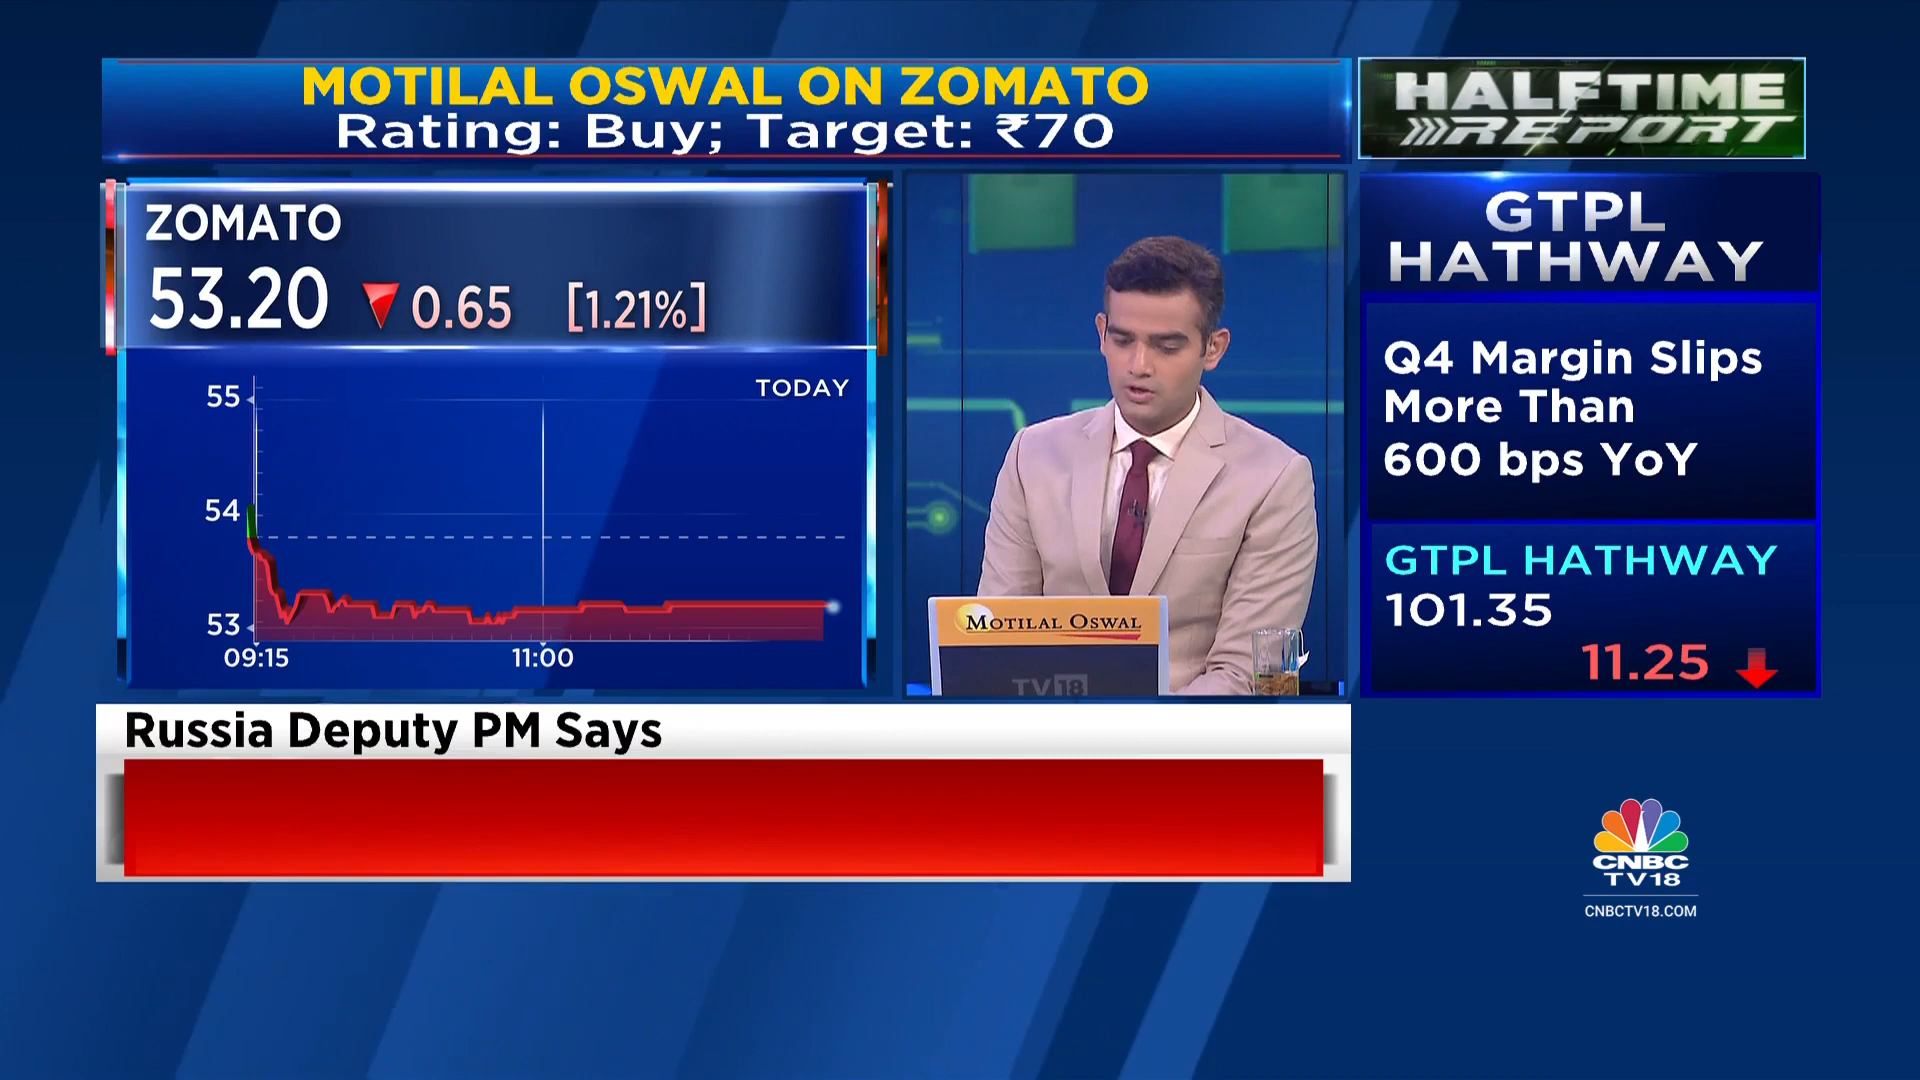 MOTILAL OSWAL ON ZOMATO
Rating: Buy; Target: ₹70
HALFTIME
REPORT
ZOMATO
53.20 ▼ 0.65 [1.21%]
TODAY
55
54
53
09:15 11:00
MOTILAL OSWAL
TV18
GTPL
HATHWAY
Q4 Margin Slips
More Than
600 bps YoY
GTPL HATHWAY
101.35
11.25
Russia Deputy PM Says
CNBC
TV18
CNBCTV18.COM